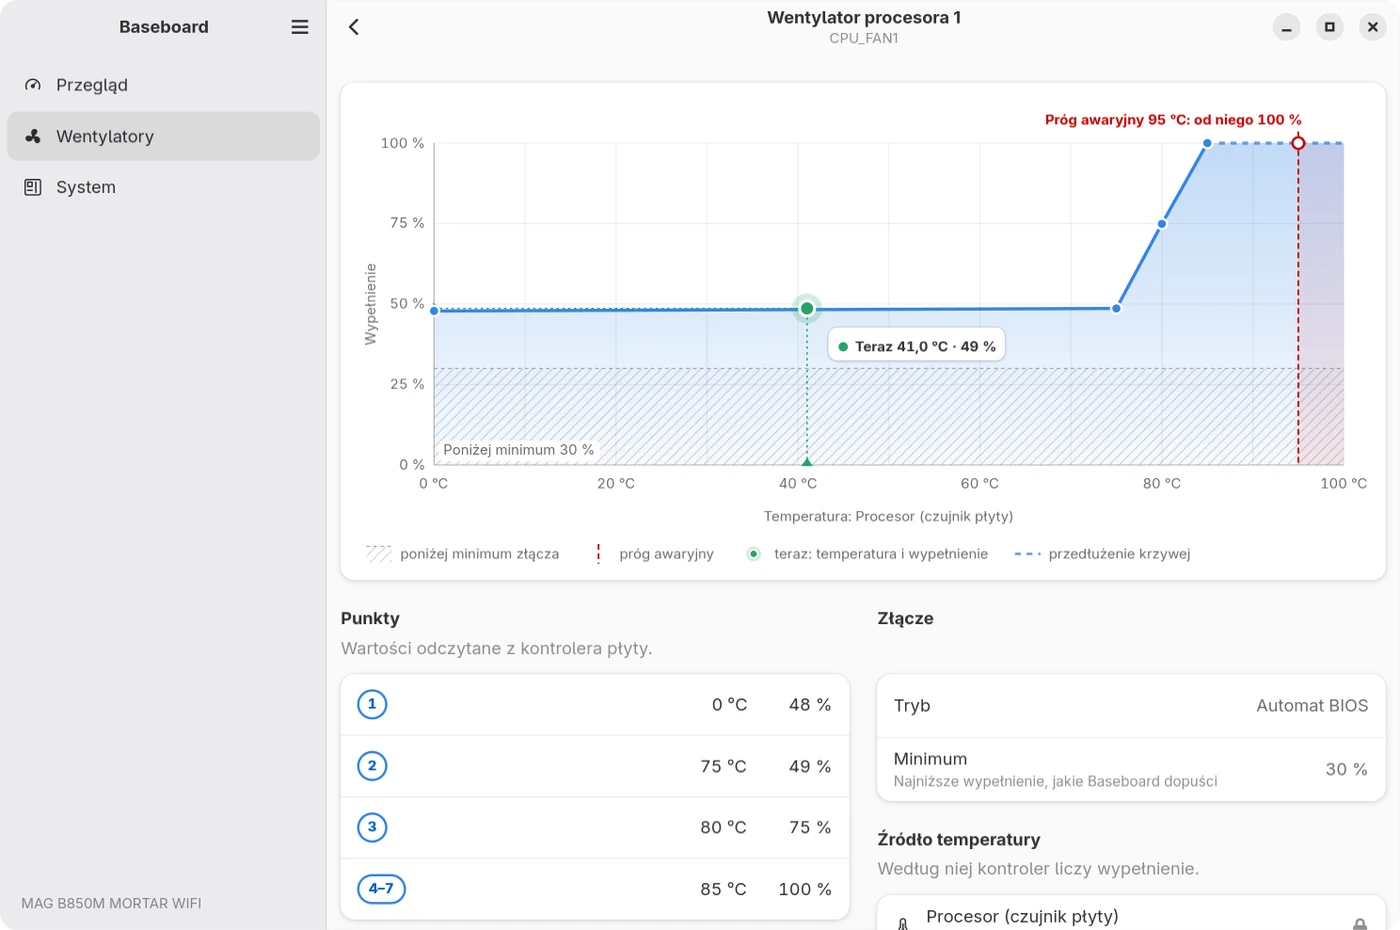 Baseboard
Przegląd
Wentylatory
System
MAG B850M MORTAR WIFI
Wentylator procesora 1
CPU_FAN1
Próg awaryjny 95 °C: od niego 100 %
100 %
75 %
50 %
25 %
0 %
Wypełnienie
Teraz 41,0 °C · 49 %
Poniżej minimum 30 %
0 °C 20 °C 40 °C 60 °C 80 °C 100 °C
Temperatura: Procesor (czujnik płyty)
poniżej minimum złącza próg awaryjny teraz: temperatura i wypełnienie przedłużenie krzywej
Punkty
Wartości odczytane z kontrolera płyty.
1 0 °C 48 %
2 75 °C 49 %
3 80 °C 75 %
4–7 85 °C 100 %
Złącze
Tryb Automat BIOS
Minimum
Najniższe wypełnienie, jakie Baseboard dopuści
30 %
Źródło temperatury
Według niej kontroler liczy wypełnienie.
Procesor (czujnik płyty)